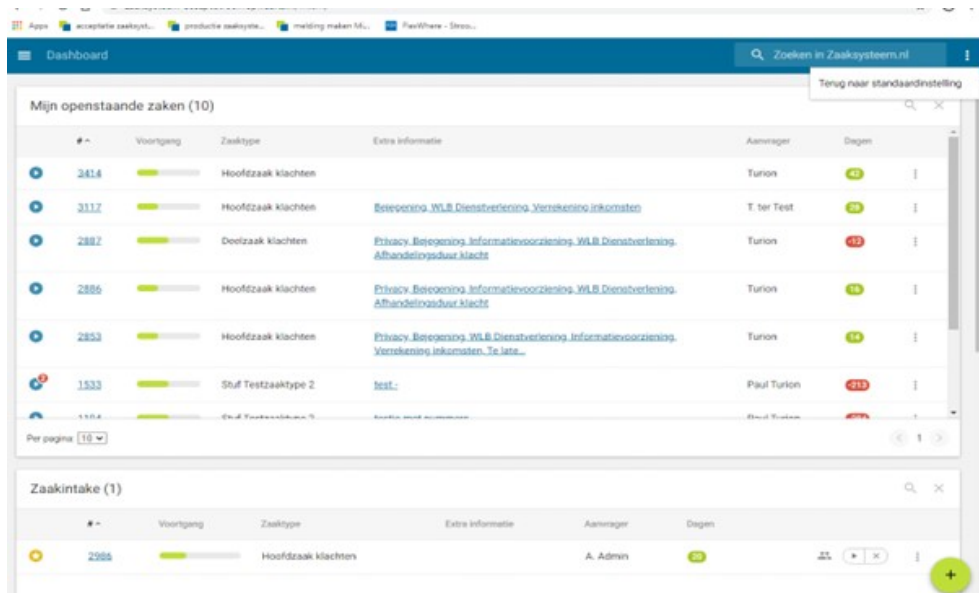 Apps acceptatie zaaksyst... productie zaaksyste... melding maken Mi... FlexWhere - Stroo...
Dashboard Zoeken in Zaaksysteem.nl
Terug naar standaardinstelling
Mijn openstaande zaken (10)
# Voortgang Zaaktype Extra informatie Aanvrager Dagen
3414 Hoofdzaak klachten Turion 42
3117 Hoofdzaak klachten Bejegening, WLB Dienstverlening, Verrekening inkomsten T. ter Test 28
2887 Deelzaak klachten Privacy, Bejegening, Informatievoorziening, WLB Dienstverlening, Turion -12
Afhandelingsduur klacht
2886 Hoofdzaak klachten Privacy, Bejegening, Informatievoorziening, WLB Dienstverlening, Turion 16
Afhandelingsduur klacht
2853 Hoofdzaak klachten Privacy, Bejegening, WLB Dienstverlening, Informatievoorziening, Turion 14
Verrekening inkomsten, Te late...
2
1533 Stuf Testzaaktype 2 test - Paul Turion -213
Per pagina: 10 1
Zaakintake (1)
# Voortgang Zaaktype Extra informatie Aanvrager Dagen
2986 Hoofdzaak klachten A. Admin 20